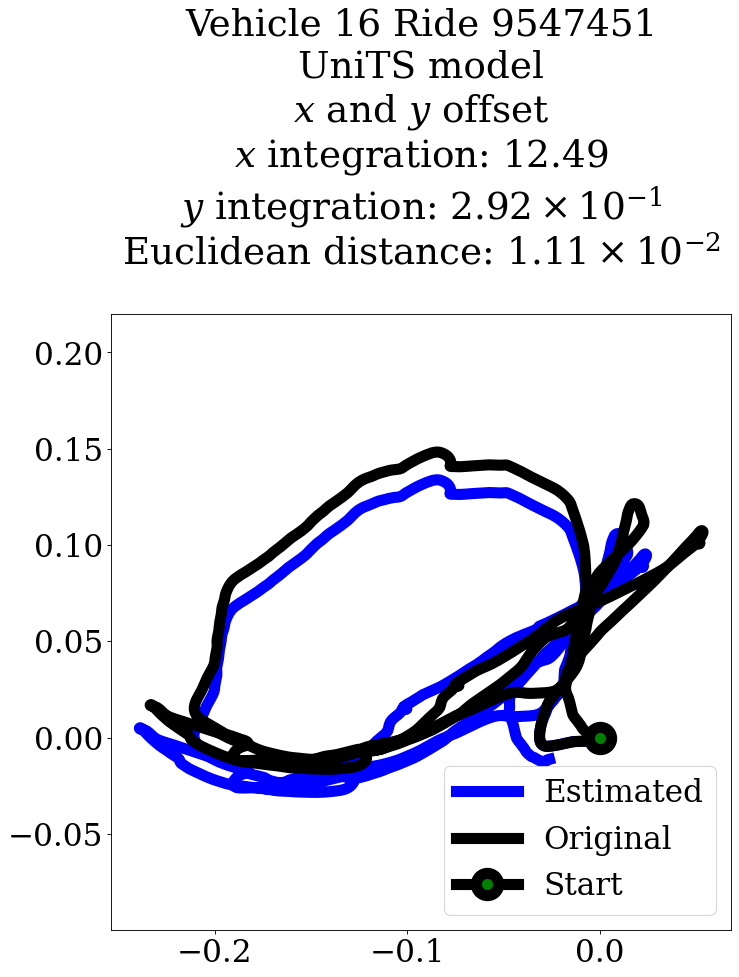 Vehicle 16 Ride 9547451
UniTS model
x and y offset
x integration: 12.49
y integration: 2.92 × 10⁻¹
Euclidean distance: 1.11 × 10⁻²
0.20
0.15
0.10
0.05
0.00
−0.05
Estimated
Original
Start
−0.2 −0.1 0.0